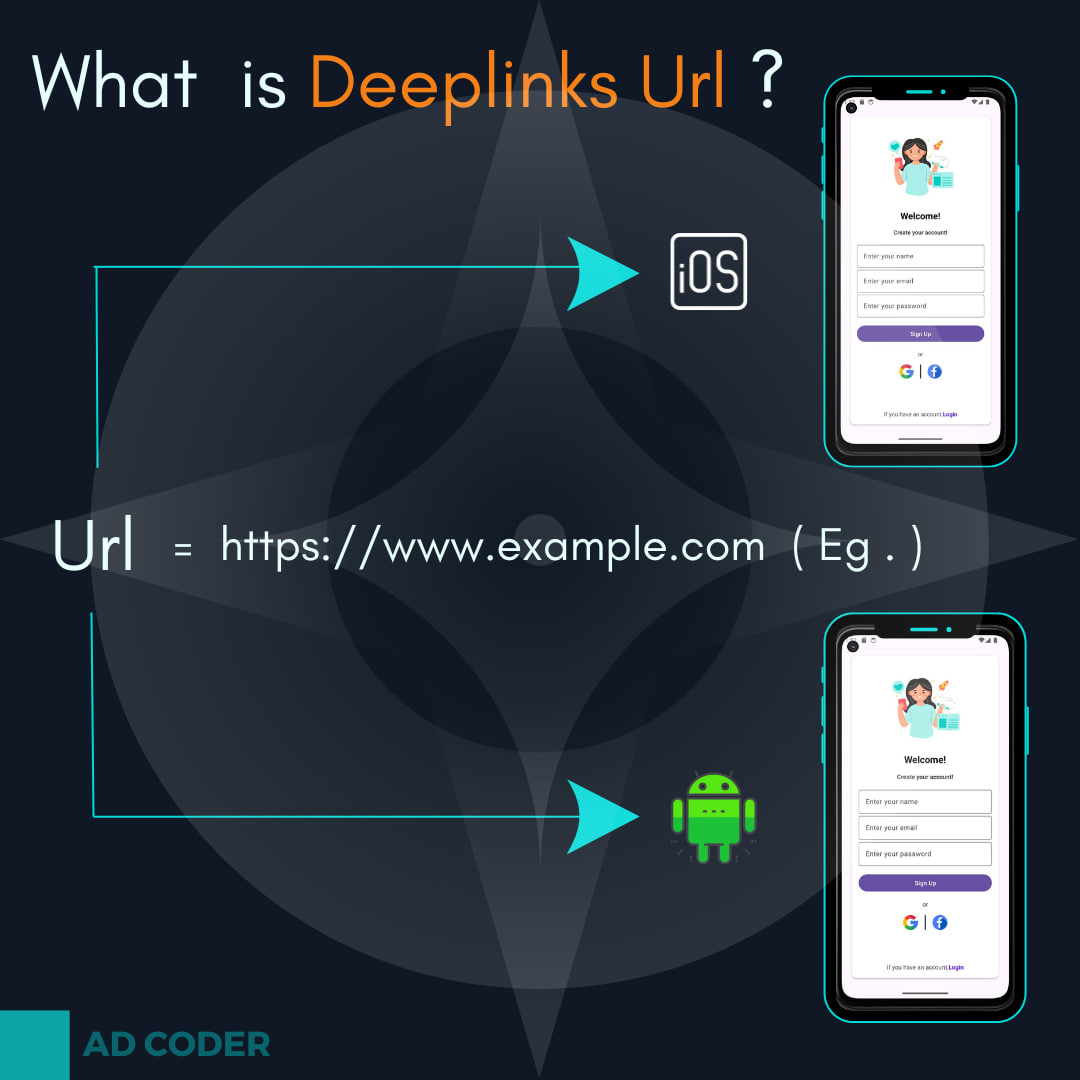 What is Deeplinks Url ?
iOS
Welcome!
Create your account!
Enter your name
Enter your email
Enter your password
Sign Up
or
G | f
If you have an account,Login
Url = https://www.example.com ( Eg . )
Welcome!
Create your account!
Enter your name
Enter your email
Enter your password
Sign Up
or
G | f
If you have an account,Login
AD CODER